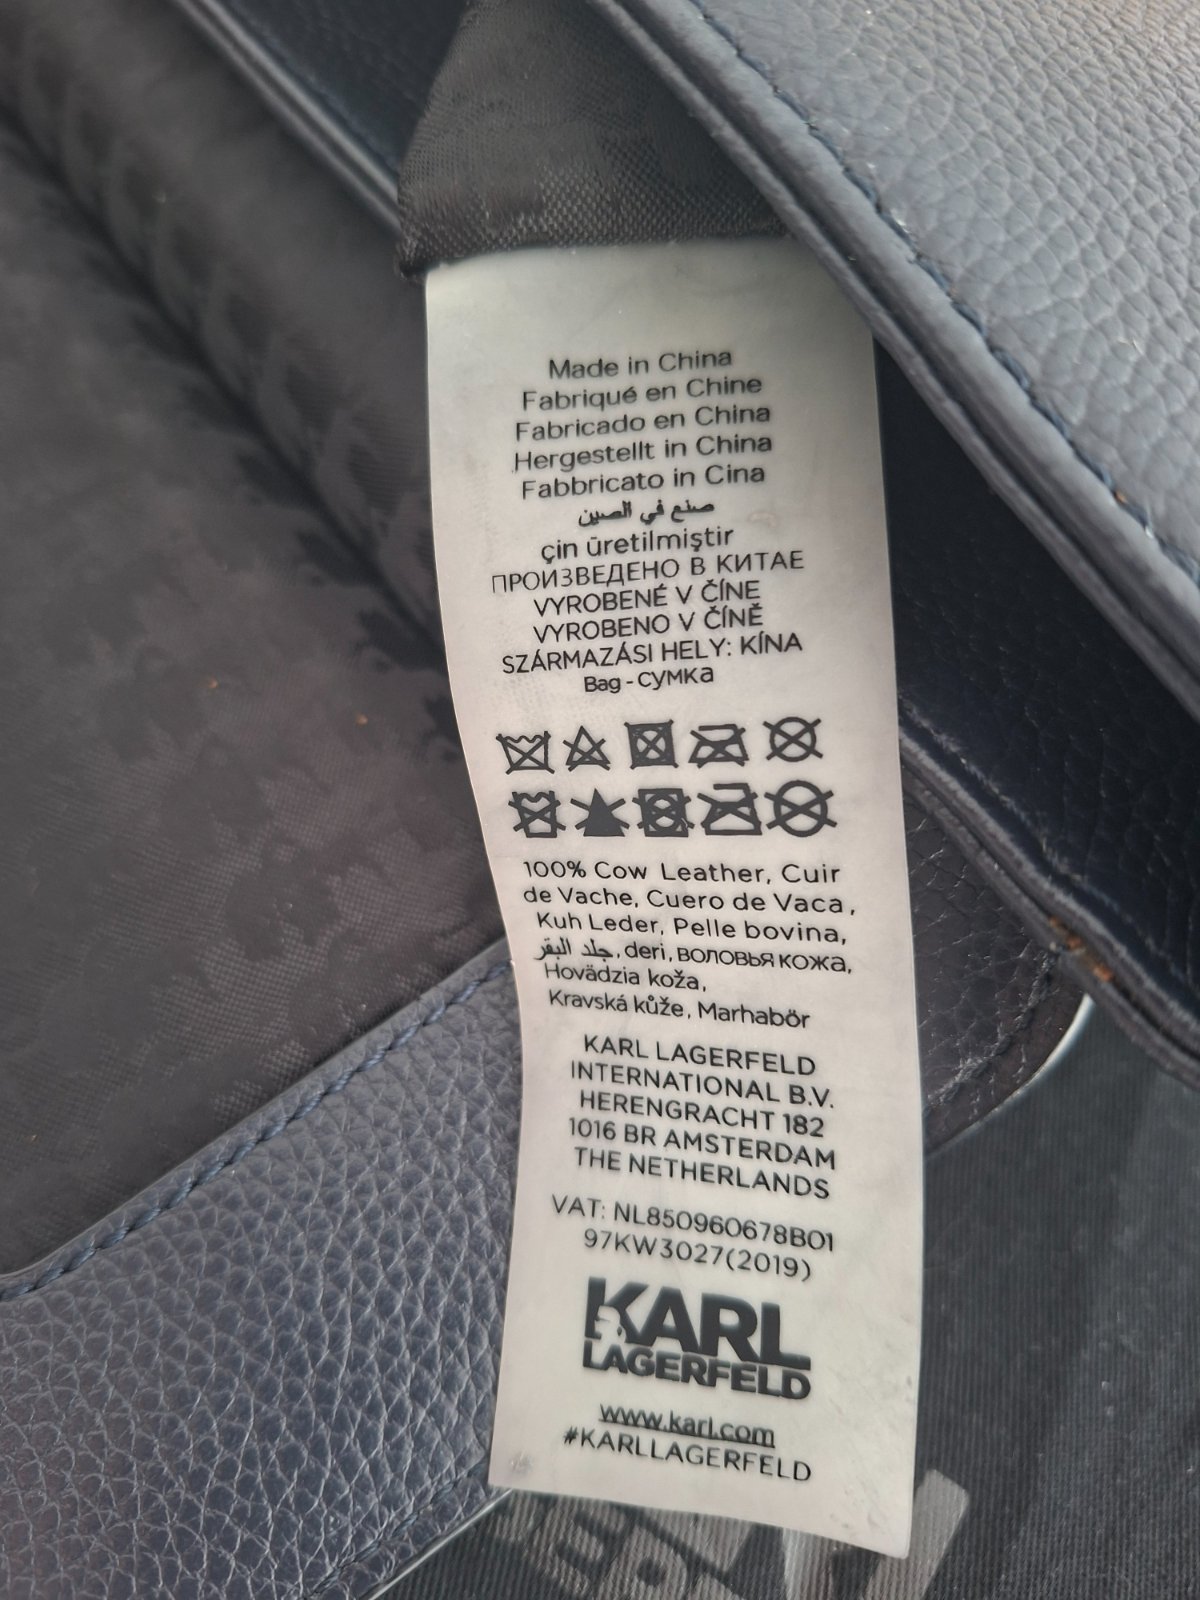 Made in China
Fabriqué en Chine
Fabricado en China
Hergestellt in China
Fabbricato in Cina
صنع في الصين
çin üretilmiştir
ПРОИЗВЕДЕНО В КИТАЕ
VYROBENÉ V ČÍNE
VYROBENO V ČÍNĚ
SZÁRMAZÁSI HELY: KÍNA
Bag - сумка
100% Cow Leather, Cuir
de Vache, Cuero de Vaca,
Kuh Leder, Pelle bovina,
جلد البقر, deri, воловья кожа,
Hovädzia koža,
Kravská kůže, Marhabőr
KARL LAGERFELD
INTERNATIONAL B.V.
HERENGRACHT 182
1016 BR AMSTERDAM
THE NETHERLANDS
VAT: NL850960678B01
97KW3027(2019)
KARL
LAGERFELD
www.karl.com
#KARLLAGERFELD